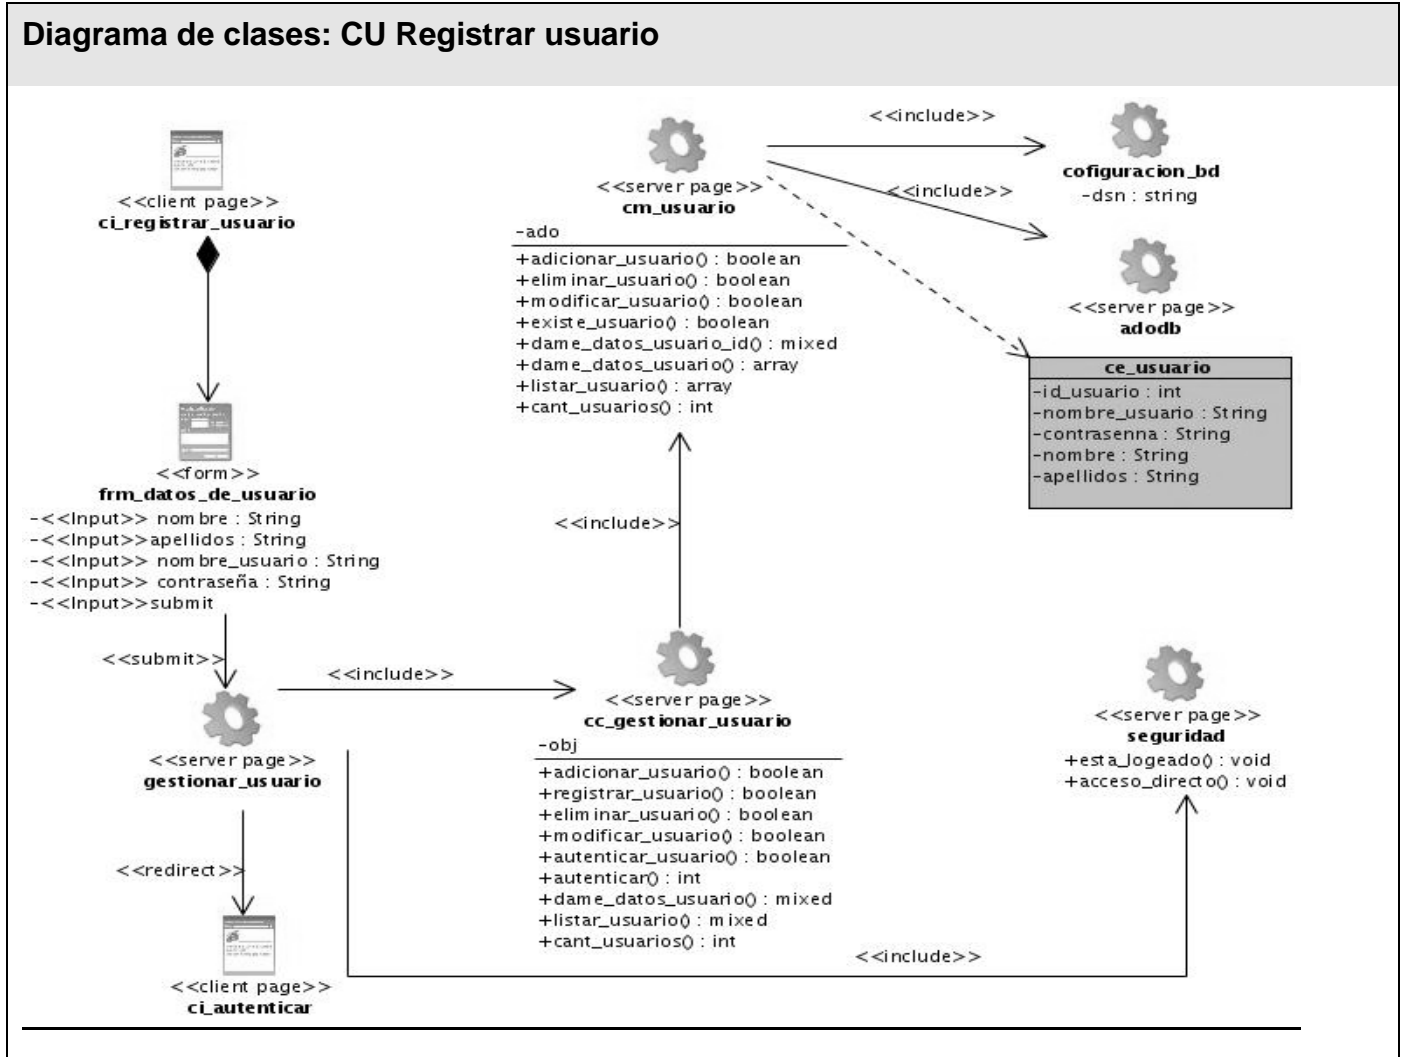 Diagrama de clases: CU Registrar usuario
<<client page>>
ci_registrar_usuario
<<form>>
frm_datos_de_usuario
-<<Input>> nombre : String
-<<Input>>apellidos : String
-<<Input>> nombre_usuario : String
-<<Input>> contraseña : String
-<<Input>>submit
<<submit>>
<<server page>>
gestionar_usuario
<<redirect>>
<<client page>>
ci_autenticar
<<include>>
<<server page>>
cm_usuario
-ado
+adicionar_usuario() : boolean
+eliminar_usuario() : boolean
+modificar_usuario() : boolean
+existe_usuario() : boolean
+dame_datos_usuario_id() : mixed
+dame_datos_usuario() : array
+listar_usuario() : array
+cant_usuarios() : int
<<include>>
<<server page>>
cc_gestionar_usuario
-obj
+adicionar_usuario() : boolean
+registrar_usuario() : boolean
+eliminar_usuario() : boolean
+modificar_usuario() : boolean
+autenticar_usuario() : boolean
+autenticar() : int
+dame_datos_usuario() : mixed
+listar_usuario() : mixed
+cant_usuarios() : int
<<include>>
<<include>>
cofiguracion_bd
-dsn : string
<<include>>
<<server page>>
adodb
ce_usuario
-id_usuario : int
-nombre_usuario : String
-contrasenna : String
-nombre : String
-apellidos : String
<<server page>>
seguridad
+esta_logeado() : void
+acceso_directo() : void